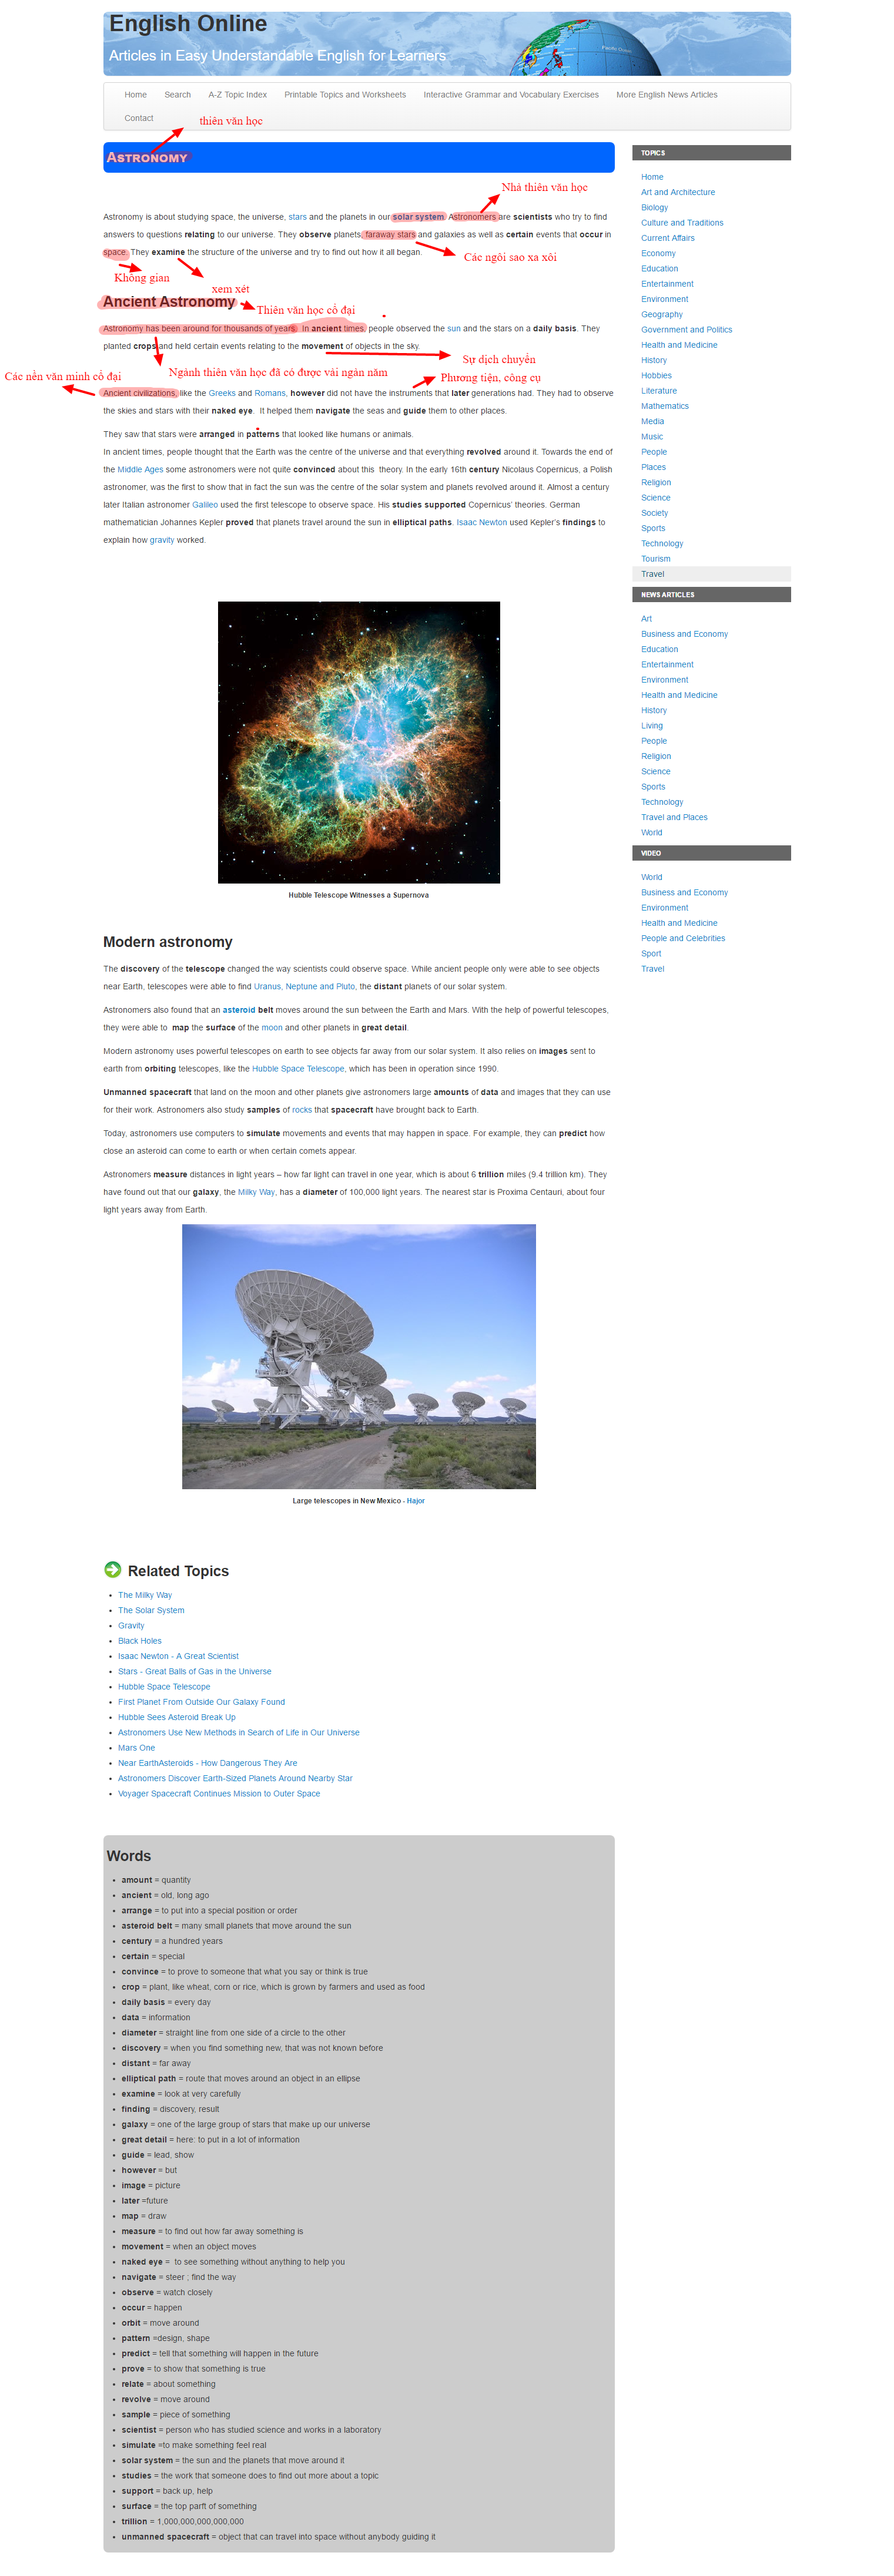 English Online
Articles in Easy Understandable English for Learners
Pacific Ocean
Home Search A-Z Topic Index Printable Topics and Worksheets Interactive Grammar and Vocabulary Exercises More English News Articles
Contact
thiên văn học
ASTRONOMY
Nhà thiên văn học
Astronomy is about studying space, the universe, stars and the planets in our solar system. Astronomers are scientists who try to find
answers to questions relating to our universe. They observe planets, faraway stars and galaxies as well as certain events that occur in
space. They examine the structure of the universe and try to find out how it all began.
Các ngôi sao xa xôi
Không gian
xem xét
Ancient Astronomy
Thiên văn học cổ đại
Astronomy has been around for thousands of years. In ancient times, people observed the sun and the stars on a daily basis. They
planted crops and held certain events relating to the movement of objects in the sky.
Sự dịch chuyển
Ngành thiên văn học đã có được vài ngàn năm
Các nền văn minh cổ đại
Phương tiện, công cụ
Ancient civilizations, like the Greeks and Romans, however did not have the instruments that later generations had. They had to observe
the skies and stars with their naked eye. It helped them navigate the seas and guide them to other places.
They saw that stars were arranged in patterns that looked like humans or animals.
In ancient times, people thought that the Earth was the centre of the universe and that everything revolved around it. Towards the end of
the Middle Ages some astronomers were not quite convinced about this theory. In the early 16th century Nicolaus Copernicus, a Polish
astronomer, was the first to show that in fact the sun was the centre of the solar system and planets revolved around it. Almost a century
later Italian astronomer Galileo used the first telescope to observe space. His studies supported Copernicus' theories. German
mathematician Johannes Kepler proved that planets travel around the sun in elliptical paths. Isaac Newton used Kepler's findings to
explain how gravity worked.
Hubble Telescope Witnesses a Supernova
Modern astronomy
The discovery of the telescope changed the way scientists could observe space. While ancient people only were able to see objects
near Earth, telescopes were able to find Uranus, Neptune and Pluto, the distant planets of our solar system.
Astronomers also found that an asteroid belt moves around the sun between the Earth and Mars. With the help of powerful telescopes,
they were able to map the surface of the moon and other planets in great detail.
Modern astronomy uses powerful telescopes on earth to see objects far away from our solar system. It also relies on images sent to
earth from orbiting telescopes, like the Hubble Space Telescope, which has been in operation since 1990.
Unmanned spacecraft that land on the moon and other planets give astronomers large amounts of data and images that they can use
for their work. Astronomers also study samples of rocks that spacecraft have brought back to Earth.
Today, astronomers use computers to simulate movements and events that may happen in space. For example, they can predict how
close an asteroid can come to earth or when certain comets appear.
Astronomers measure distances in light years – how far light can travel in one year, which is about 6 trillion miles (9.4 trillion km). They
have found out that our galaxy, the Milky Way, has a diameter of 100,000 light years. The nearest star is Proxima Centauri, about four
light years away from Earth.
Large telescopes in New Mexico - Hajor
Related Topics
The Milky Way
The Solar System
Gravity
Black Holes
Isaac Newton - A Great Scientist
Stars - Great Balls of Gas in the Universe
Hubble Space Telescope
First Planet From Outside Our Galaxy Found
Hubble Sees Asteroid Break Up
Astronomers Use New Methods in Search of Life in Our Universe
Mars One
Near EarthAsteroids - How Dangerous They Are
Astronomers Discover Earth-Sized Planets Around Nearby Star
Voyager Spacecraft Continues Mission to Outer Space
Words
amount = quantity
ancient = old, long ago
arrange = to put into a special position or order
asteroid belt = many small planets that move around the sun
century = a hundred years
certain = special
convince = to prove to someone that what you say or think is true
crop = plant, like wheat, corn or rice, which is grown by farmers and used as food
daily basis = every day
data = information
diameter = straight line from one side of a circle to the other
discovery = when you find something new, that was not known before
distant = far away
elliptical path = route that moves around an object in an ellipse
examine = look at very carefully
finding = discovery, result
galaxy = one of the large group of stars that make up our universe
great detail = here: to put in a lot of information
guide = lead, show
however = but
image = picture
later =future
map = draw
measure = to find out how far away something is
movement = when an object moves
naked eye = to see something without anything to help you
navigate = steer ; find the way
observe = watch closely
occur = happen
orbit = move around
pattern =design, shape
predict = tell that something will happen in the future
prove = to show that something is true
relate = about something
revolve = move around
sample = piece of something
scientist = person who has studied science and works in a laboratory
simulate =to make something feel real
solar system = the sun and the planets that move around it
studies = the work that someone does to find out more about a topic
support = back up, help
surface = the top parft of something
trillion = 1,000,000,000,000,000
unmanned spacecraft = object that can travel into space without anybody guiding it
TOPICS
Home
Art and Architecture
Biology
Culture and Traditions
Current Affairs
Economy
Education
Entertainment
Environment
Geography
Government and Politics
Health and Medicine
History
Hobbies
Literature
Mathematics
Media
Music
People
Places
Religion
Science
Society
Sports
Technology
Tourism
Travel
NEWS ARTICLES
Art
Business and Economy
Education
Entertainment
Environment
Health and Medicine
History
Living
People
Religion
Science
Sports
Technology
Travel and Places
World
VIDEO
World
Business and Economy
Environment
Health and Medicine
People and Celebrities
Sport
Travel